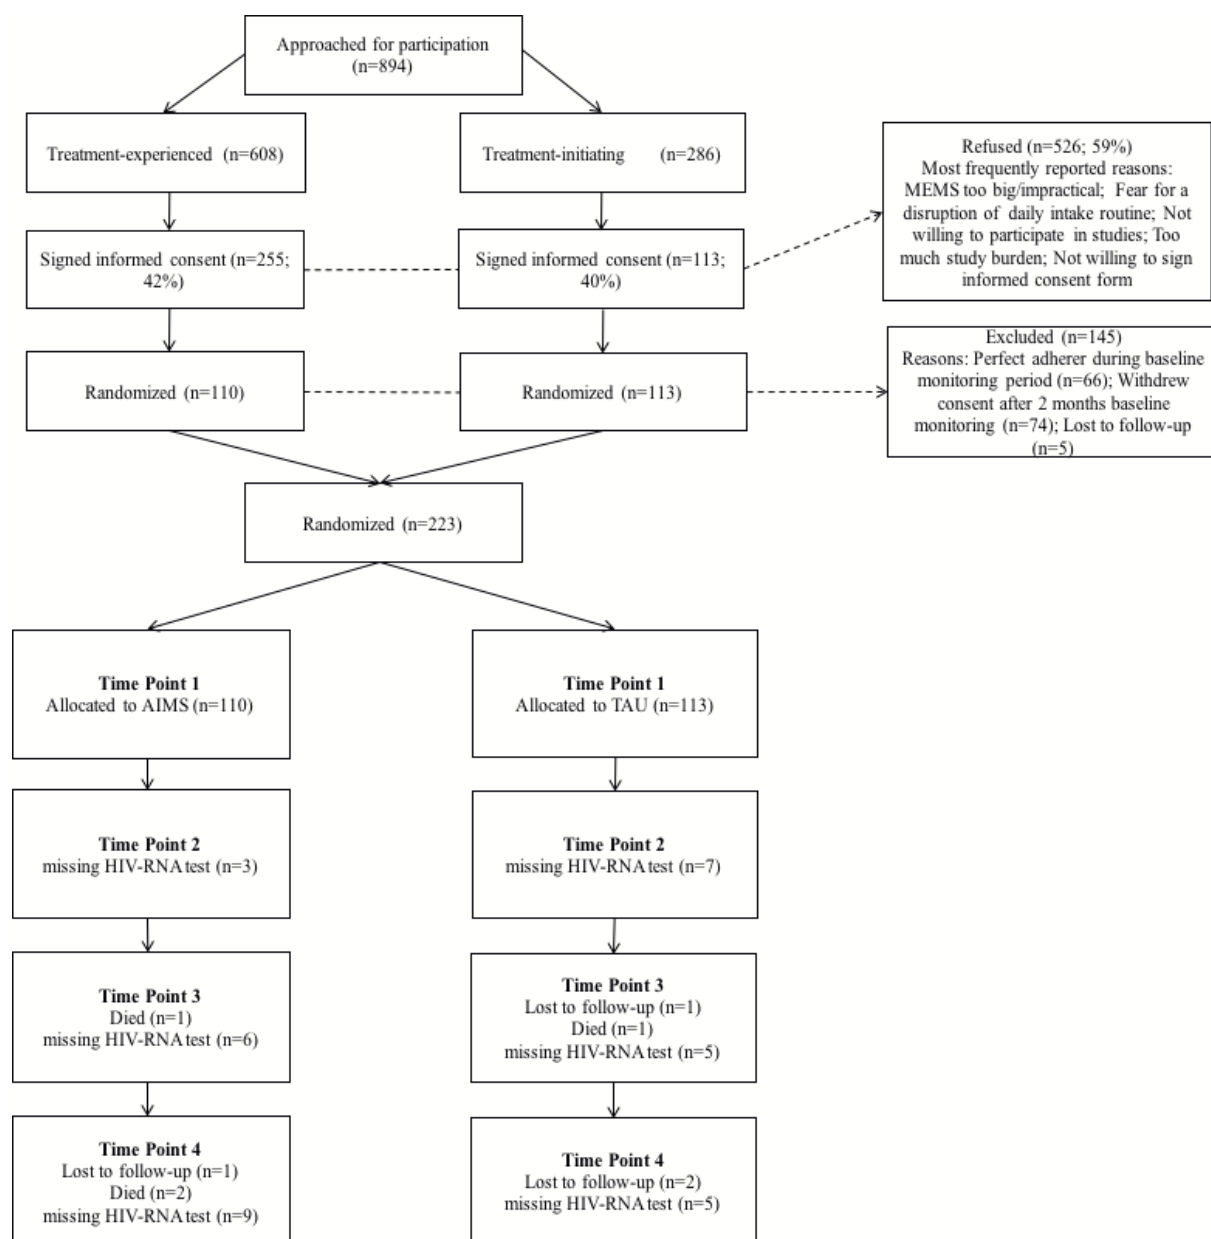 Approached for participation
(n=894)
Treatment-experienced (n=608)
Treatment-initiating (n=286)
Signed informed consent (n=255;
42%)
Signed informed consent (n=113;
40%)
Refused (n=526; 59%)
Most frequently reported reasons:
MEMS too big/impractical; Fear for a
disruption of daily intake routine; Not
willing to participate in studies; Too
much study burden; Not willing to sign
informed consent form
Randomized (n=110)
Randomized (n=113)
Excluded (n=145)
Reasons: Perfect adherer during baseline
monitoring period (n=66); Withdrew
consent after 2 months baseline
monitoring (n=74); Lost to follow-up
(n=5)
Randomized (n=223)
Time Point 1
Allocated to AIMS (n=110)
Time Point 1
Allocated to TAU (n=113)
Time Point 2
missing HIV-RNA test (n=3)
Time Point 2
missing HIV-RNA test (n=7)
Time Point 3
Died (n=1)
missing HIV-RNA test (n=6)
Time Point 3
Lost to follow-up (n=1)
Died (n=1)
missing HIV-RNA test (n=5)
Time Point 4
Lost to follow-up (n=1)
Died (n=2)
missing HIV-RNA test (n=9)
Time Point 4
Lost to follow-up (n=2)
missing HIV-RNA test (n=5)